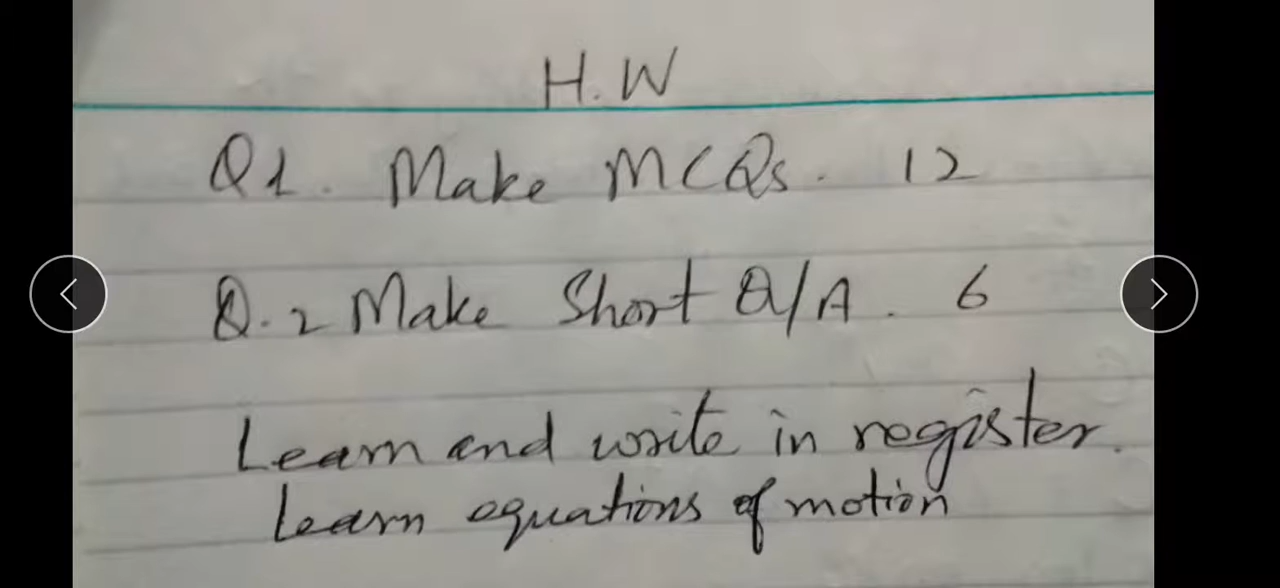 H.W
Q1. Make MCQs. 12
Q.2 Make Short Q/A. 6
Learn and write in register.
Learn equations of motion